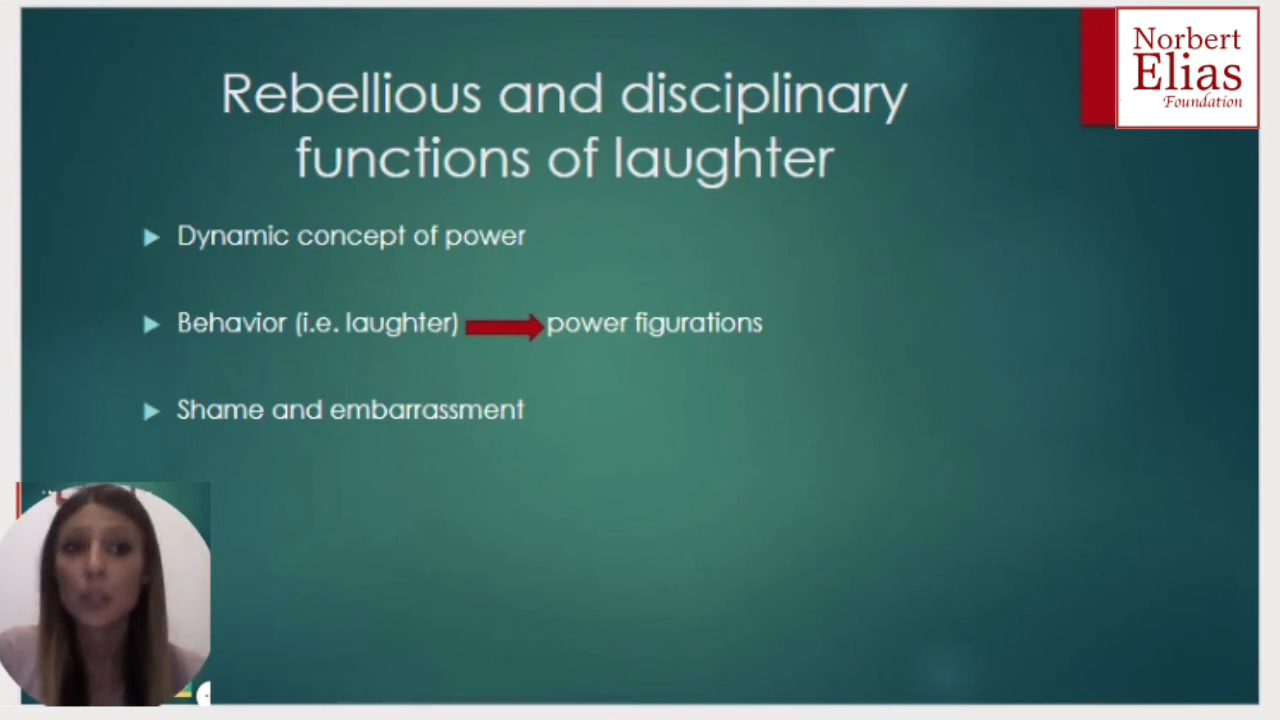 Norbert
Elias
Foundation
Rebellious and disciplinary
functions of laughter
Dynamic concept of power
Behavior (i.e. laughter) power figurations
Shame and embarrassment